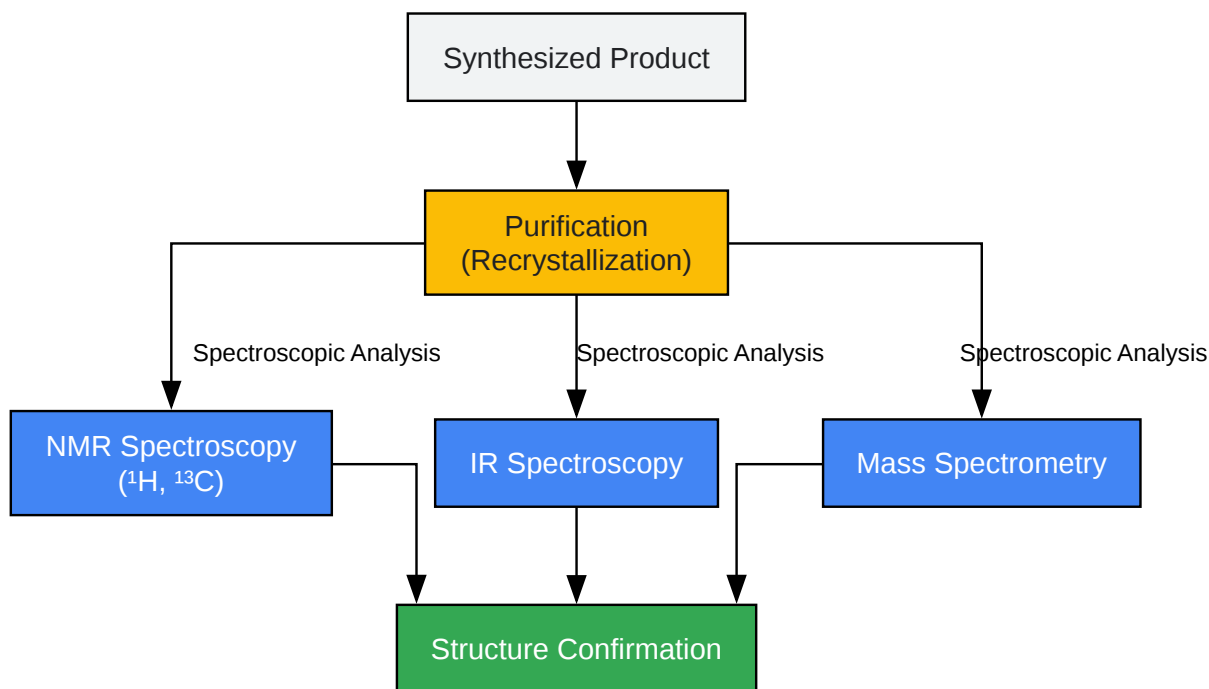 Synthesized Product
Purification
(Recrystallization)
Spectroscopic Analysis
Spectroscopic Analysis
Spectroscopic Analysis
NMR Spectroscopy
(¹H, ¹³C)
IR Spectroscopy
Mass Spectrometry
Structure Confirmation